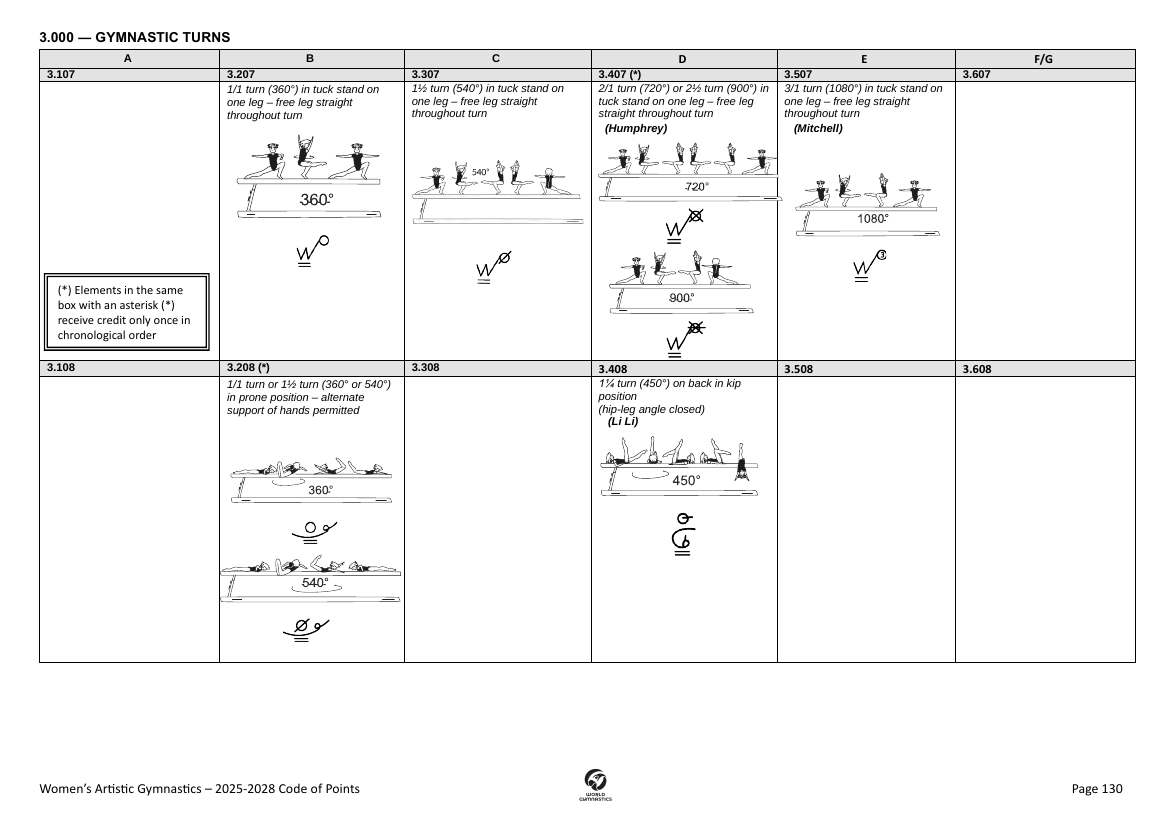 3.000 — GYMNASTIC TURNS
A B C D E F/G
3.107 3.207 3.307 3.407 (*) 3.507 3.607
1/1 turn (360°) in tuck stand on
one leg – free leg straight
throughout turn
360°
1½ turn (540°) in tuck stand on
one leg – free leg straight
throughout turn
540°
2/1 turn (720°) or 2½ turn (900°) in
tuck stand on one leg – free leg
straight throughout turn
(Humphrey)
720°
900°
3/1 turn (1080°) in tuck stand on
one leg – free leg straight
throughout turn
(Mitchell)
1080°
3
(*) Elements in the same
box with an asterisk (*)
receive credit only once in
chronological order
3.108 3.208 (*) 3.308 3.408 3.508 3.608
1/1 turn or 1½ turn (360° or 540°)
in prone position – alternate
support of hands permitted
360°
540°
1¼ turn (450°) on back in kip
position
(hip-leg angle closed)
(Li Li)
450°
Women's Artistic Gymnastics – 2025-2028 Code of Points
WORLD
GYMNASTICS
Page 130